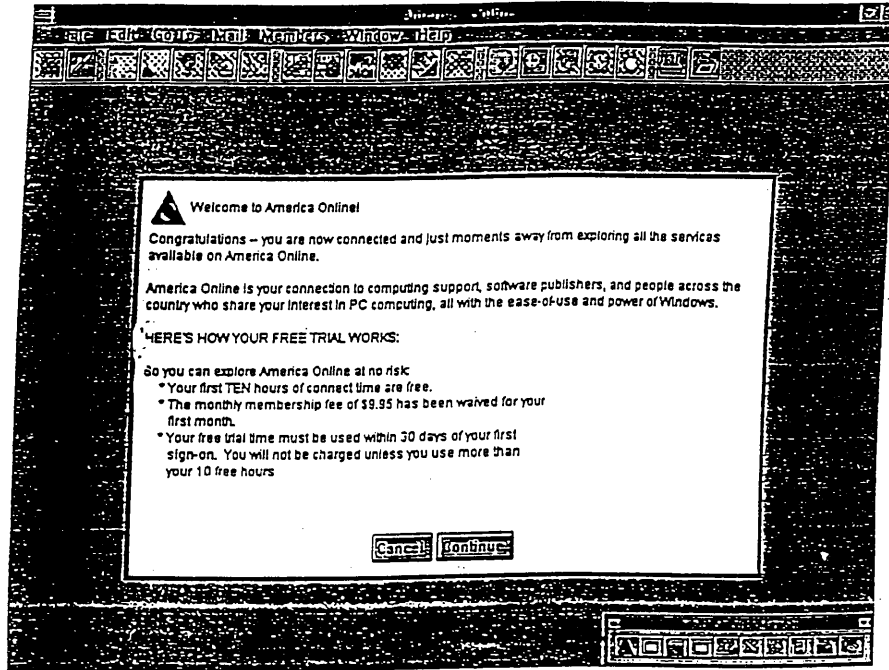 America Online
File Edit Go To Mail Members Window Help
Welcome to America Online!
Congratulations – you are now connected and just moments away from exploring all the services
available on America Online.
America Online is your connection to computing support, software publishers, and people across the
country who share your interest in PC computing, all with the ease-of-use and power of Windows.
HERE'S HOW YOUR FREE TRIAL WORKS:
So you can explore America Online at no risk:
* Your first TEN hours of connect time are free.
* The monthly membership fee of $9.95 has been waived for your
first month.
* Your free trial time must be used within 30 days of your first
sign-on. You will not be charged unless you use more than
your 10 free hours
Cancel Continue